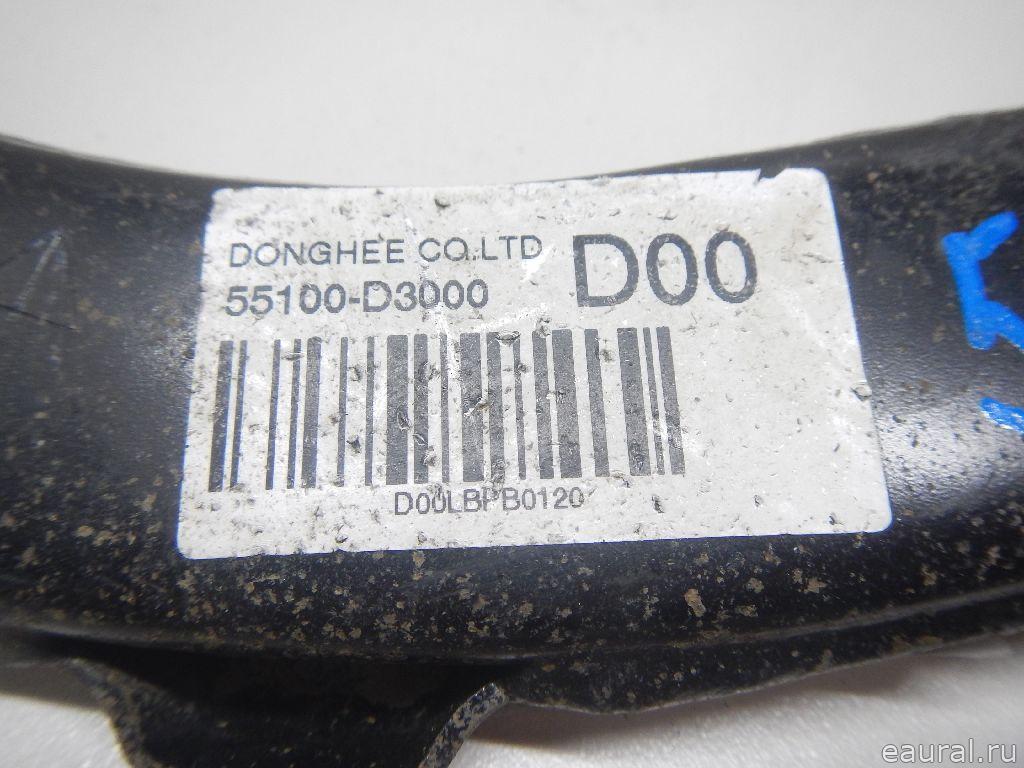 DONGHEE CO.LTD
D00
55100-D3000
D00LBPB0120
eaural.ru